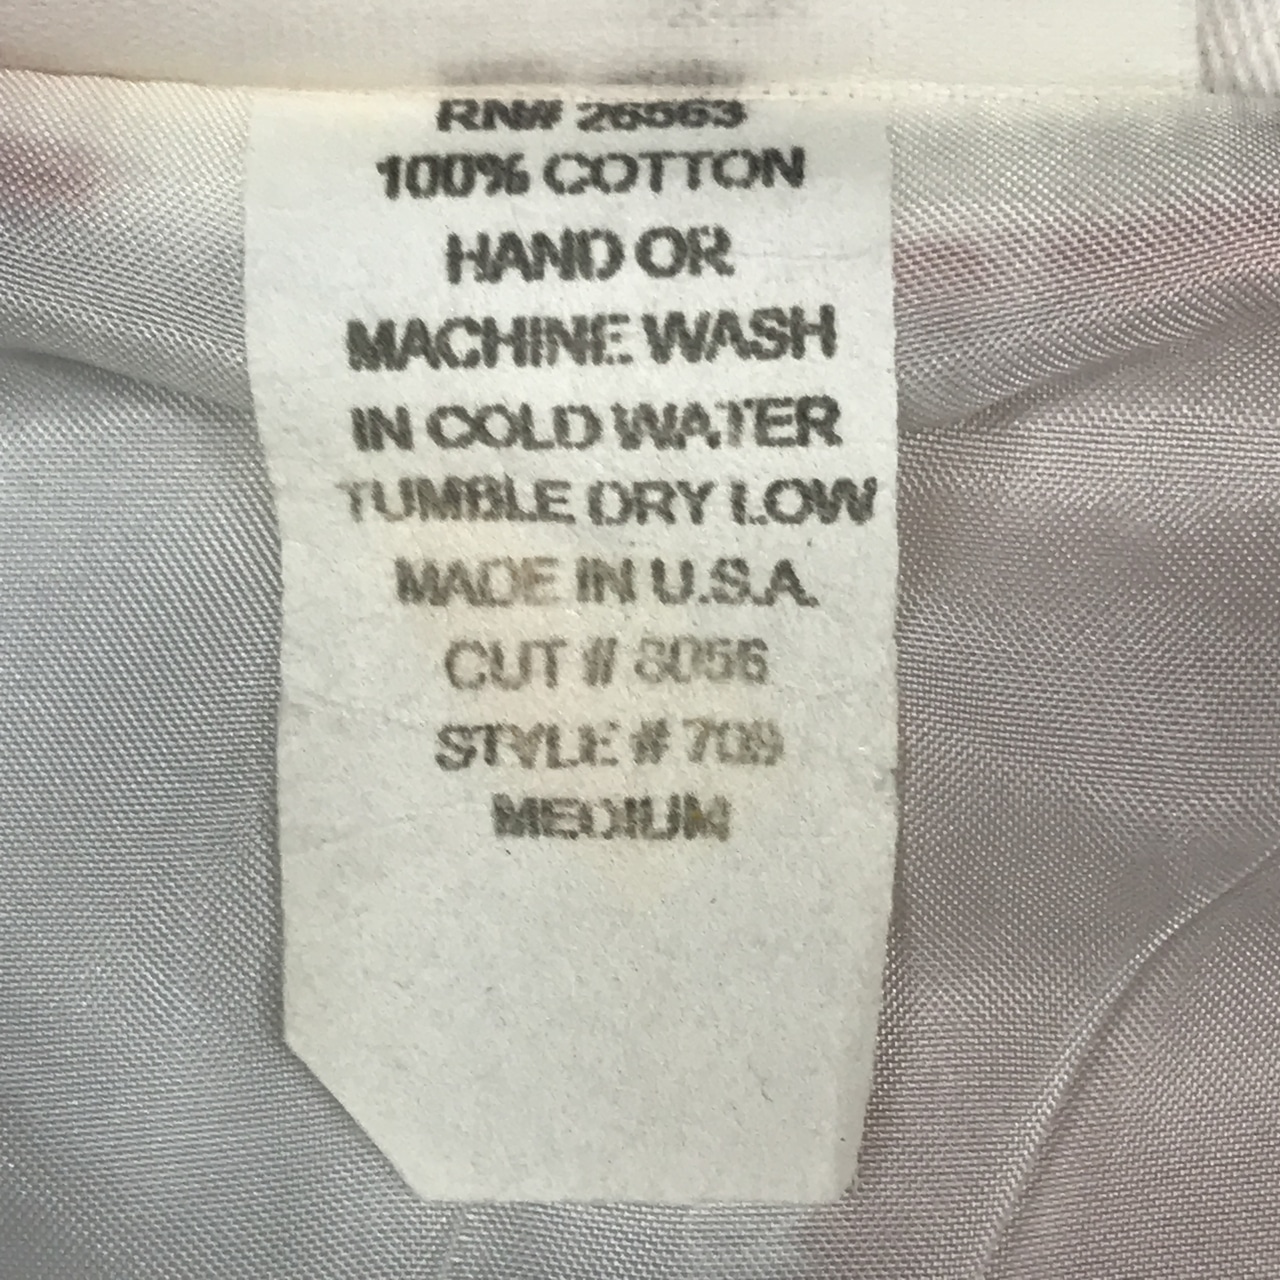 RN# 26563
100% COTTON
HAND OR
MACHINE WASH
IN COLD WATER
TUMBLE DRY LOW
MADE IN U.S.A.
CUT #
STYLE # 709
MEDIUM